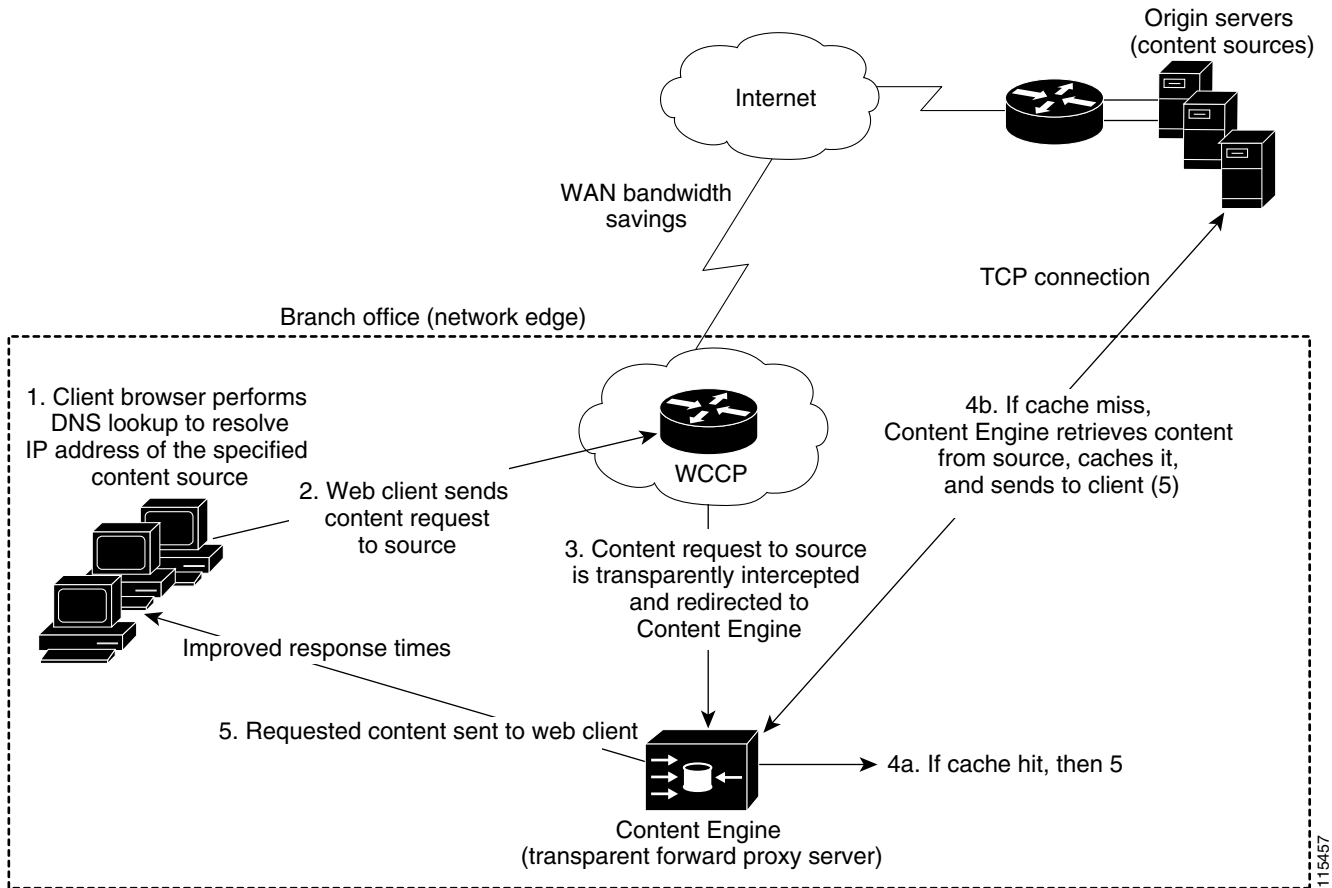 Origin servers
(content sources)
Internet
WAN bandwidth
savings
TCP connection
Branch office (network edge)
1. Client browser performs
DNS lookup to resolve
IP address of the specified
content source
2. Web client sends
content request
to source
WCCP
3. Content request to source
is transparently intercepted
and redirected to
Content Engine
4b. If cache miss,
Content Engine retrieves content
from source, caches it,
and sends to client (5)
Improved response times
5. Requested content sent to web client
4a. If cache hit, then 5
Content Engine
(transparent forward proxy server)
115457